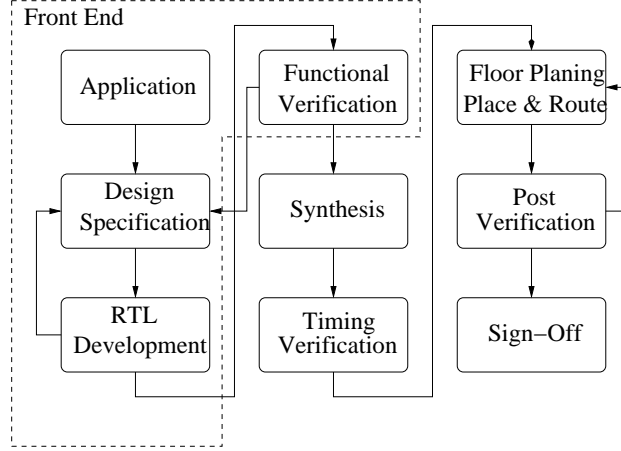 Front End
Application
Design
Specification
RTL
Development
Functional
Verification
Synthesis
Timing
Verification
Floor Planing
Place & Route
Post
Verification
Sign−Off